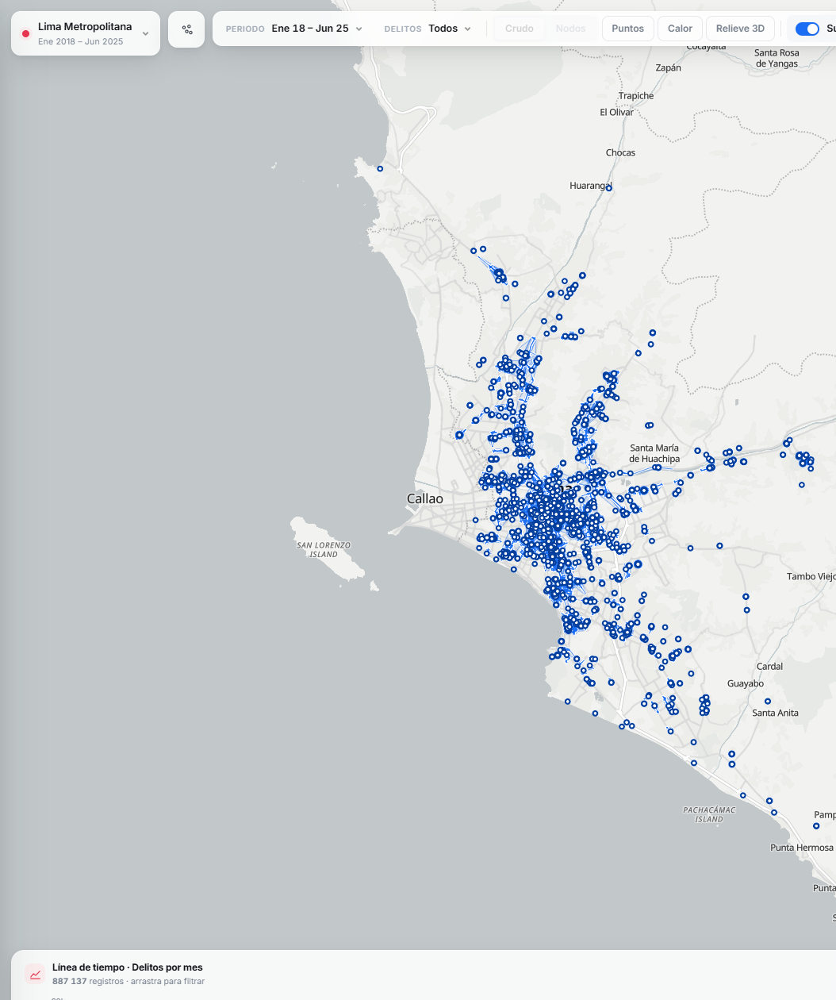 Lima Metropolitana
Ene 2018 – Jun 2025
PERIODO Ene 18 – Jun 25
DELITOS Todos
Crudo
Nodos
Puntos
Calor
Relieve 3D
Cocayalta
Santa Rosa
de Yangas
Zapán
Trapiche
El Olivar
Chocas
Huarangal
Santa María
de Huachipa
Callao
SAN LORENZO
ISLAND
Tambo Viejo
Cardal
Guayabo
Santa Anita
PACHACÁMAC
ISLAND
Pamp
Punta Hermosa
Punta
Línea de tiempo · Delitos por mes
887 137 registros · arrastra para filtrar